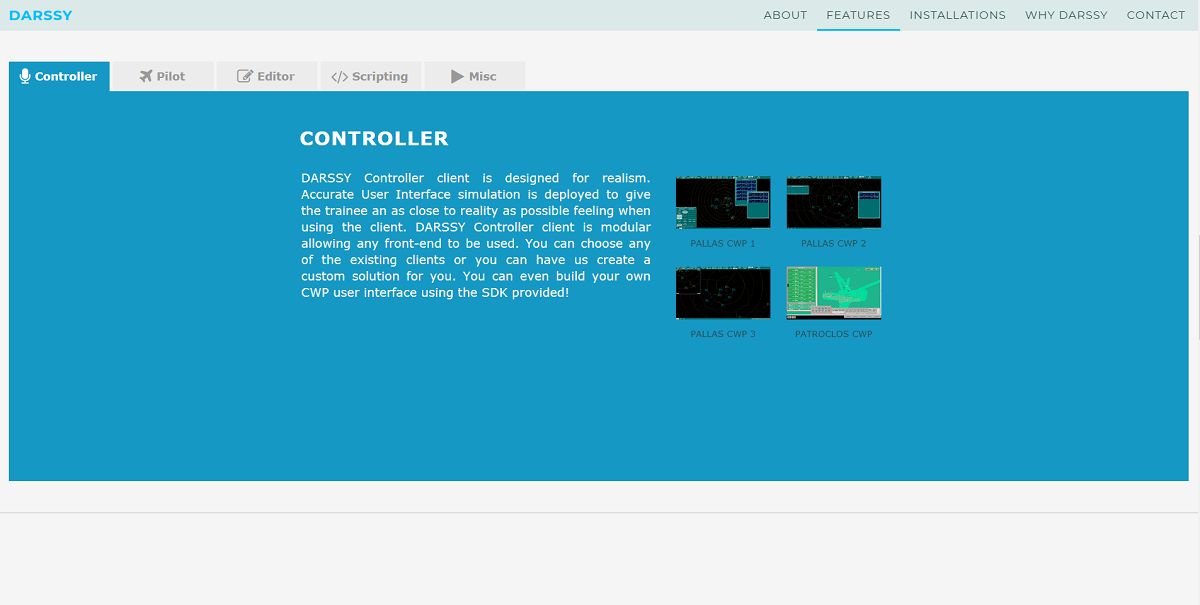 DARSSY
ABOUT FEATURES INSTALLATIONS WHY DARSSY CONTACT
Controller Pilot Editor </> Scripting Misc
CONTROLLER
DARSSY Controller client is designed for realism.
Accurate User Interface simulation is deployed to give
the trainee an as close to reality as possible feeling when
using the client. DARSSY Controller client is modular
allowing any front-end to be used. You can choose any
of the existing clients or you can have us create a
custom solution for you. You can even build your own
CWP user interface using the SDK provided!
PALLAS CWP 1 PALLAS CWP 2
PALLAS CWP 3 PATROCLOS CWP